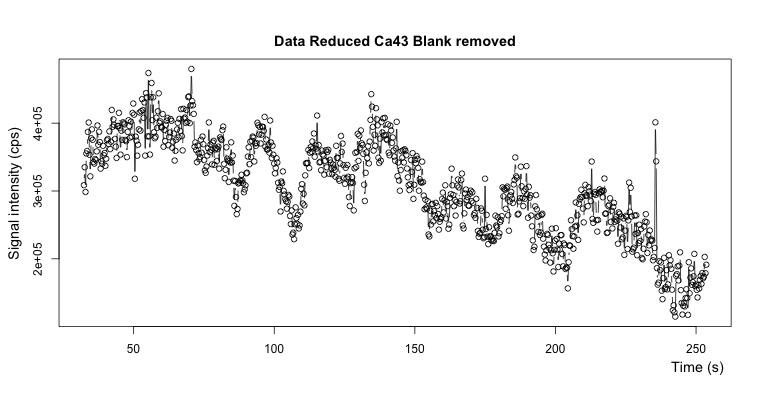 Data Reduced Ca43 Blank removed
Signal intensity (cps)
4e+05
3e+05
2e+05
50 100 150 200 250
Time (s)